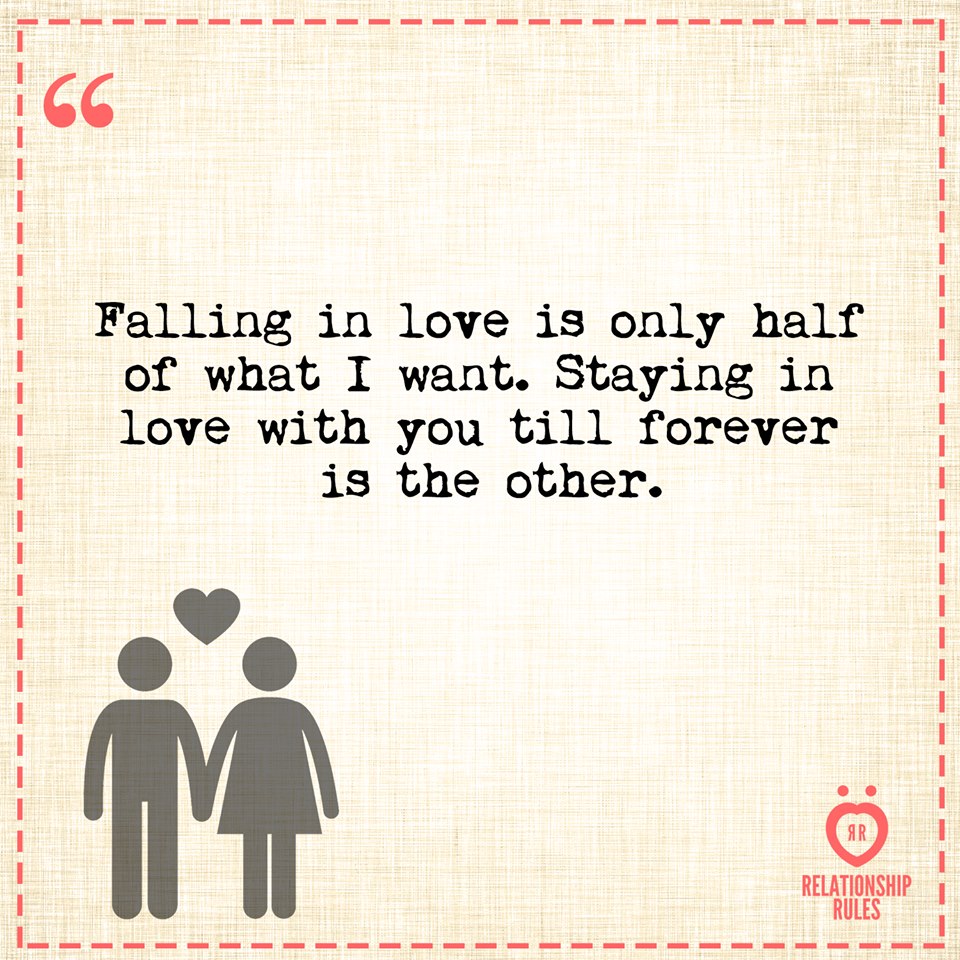 “
Falling in love is only half
of what I want. Staying in
love with you till forever
is the other.
ЯR
RELATIONSHIP
RULES